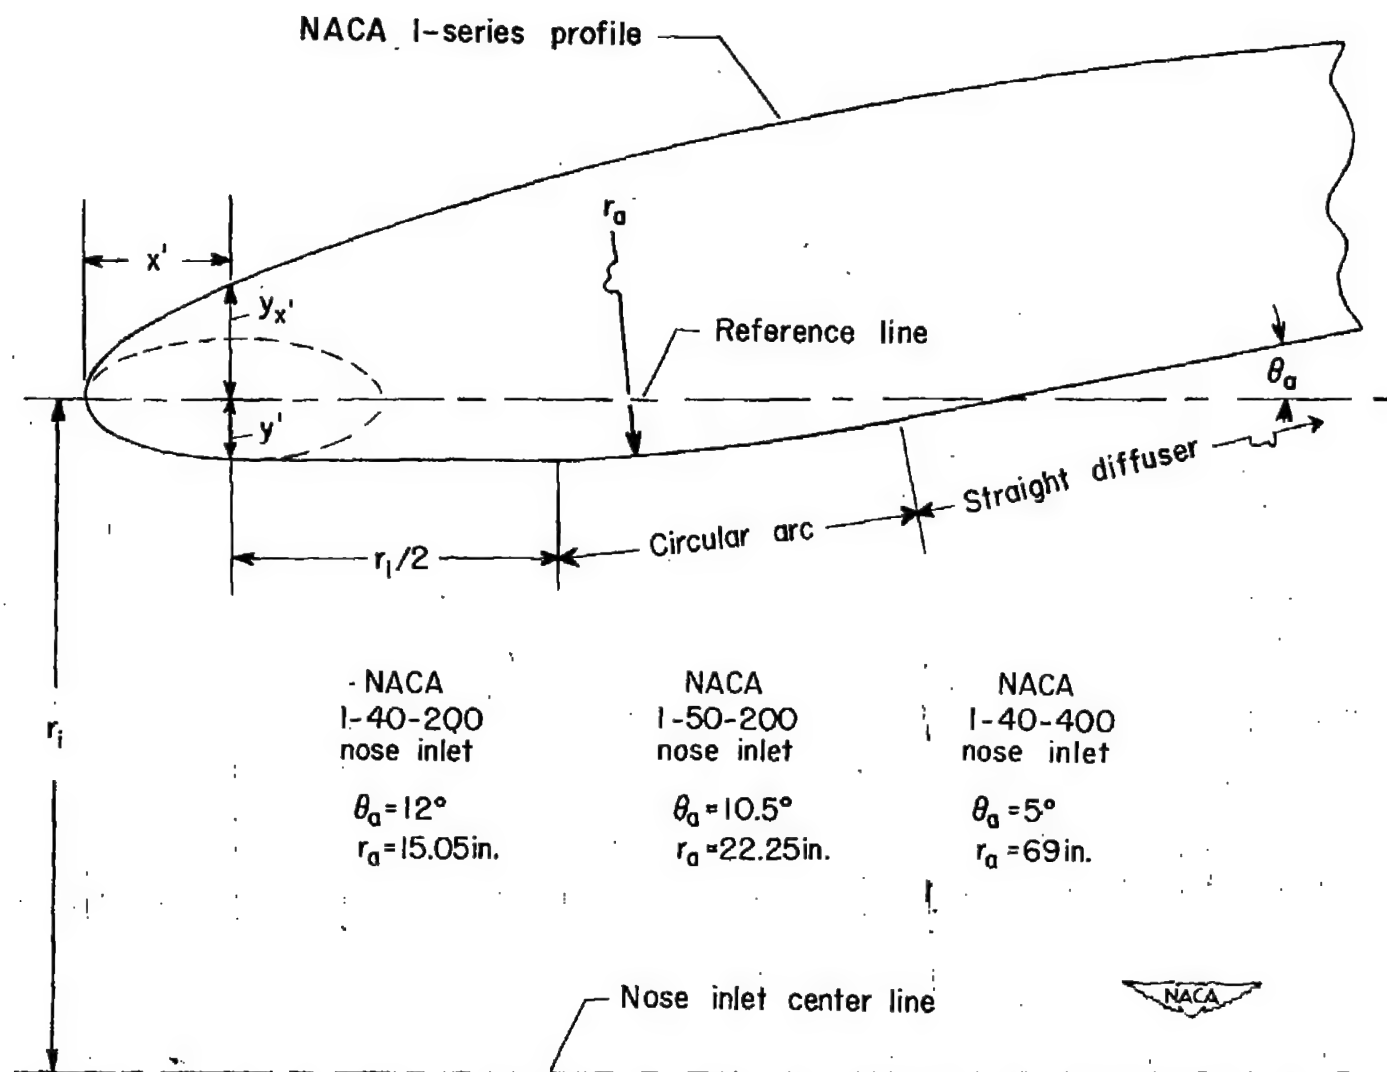 NACA 1-series profile
r_a
x'
y_x'
Reference line
θ_a
y'
Straight diffuser
Circular arc
r_1/2
r_i
NACA
1-40-200
nose inlet
θ_a=12°
r_a=15.05in.
NACA
1-50-200
nose inlet
θ_a=10.5°
r_a=22.25in.
NACA
1-40-400
nose inlet
θ_a=5°
r_a=69in.
Nose inlet center line
NACA